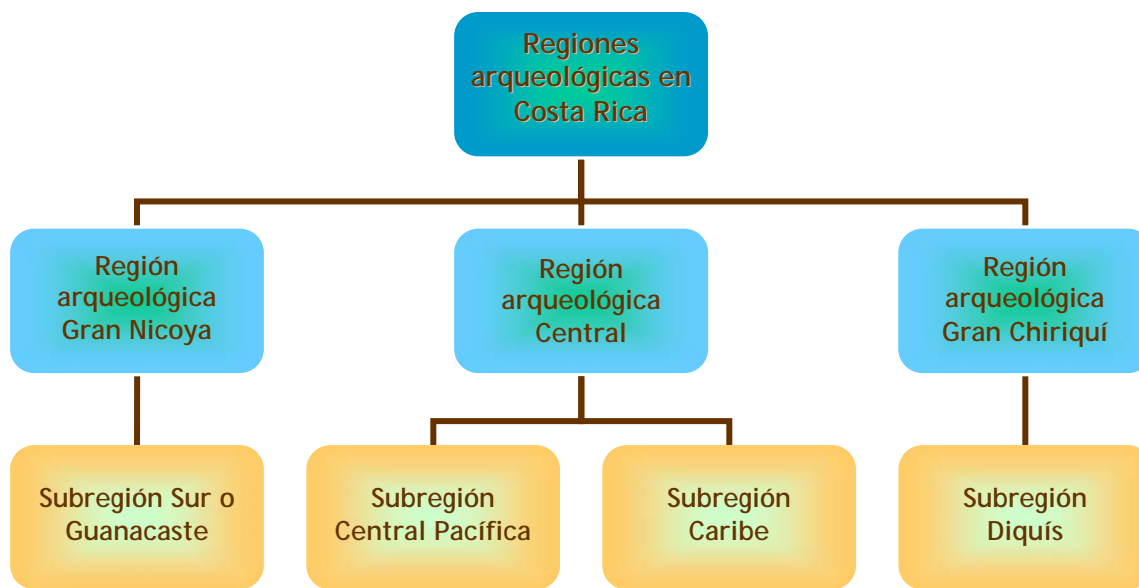 Regiones
arqueológicas en
Costa Rica
Región
arqueológica
Gran Nicoya
Región
arqueológica
Central
Región
arqueológica
Gran Chiriquí
Subregión Sur o
Guanacaste
Subregión
Central Pacífica
Subregión
Caribe
Subregión
Diquís